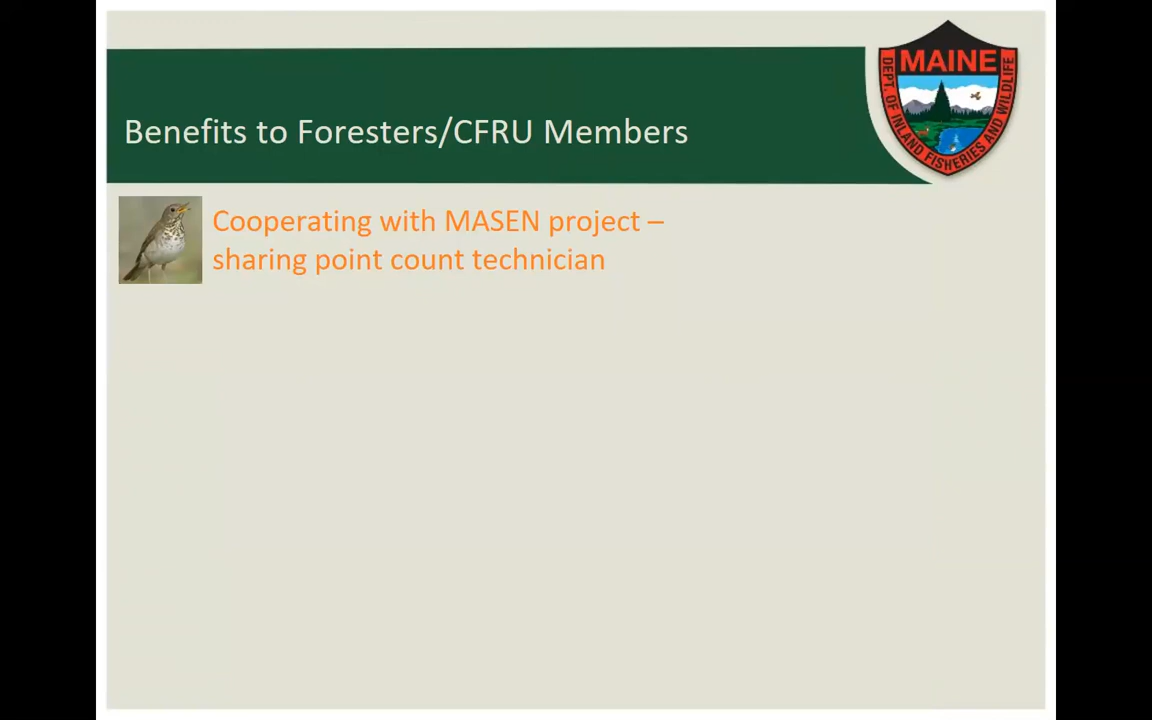 MAINE
DEPT. OF INLAND FISHERIES AND WILDLIFE
Benefits to Foresters/CFRU Members
Cooperating with MASEN project –
sharing point count technician